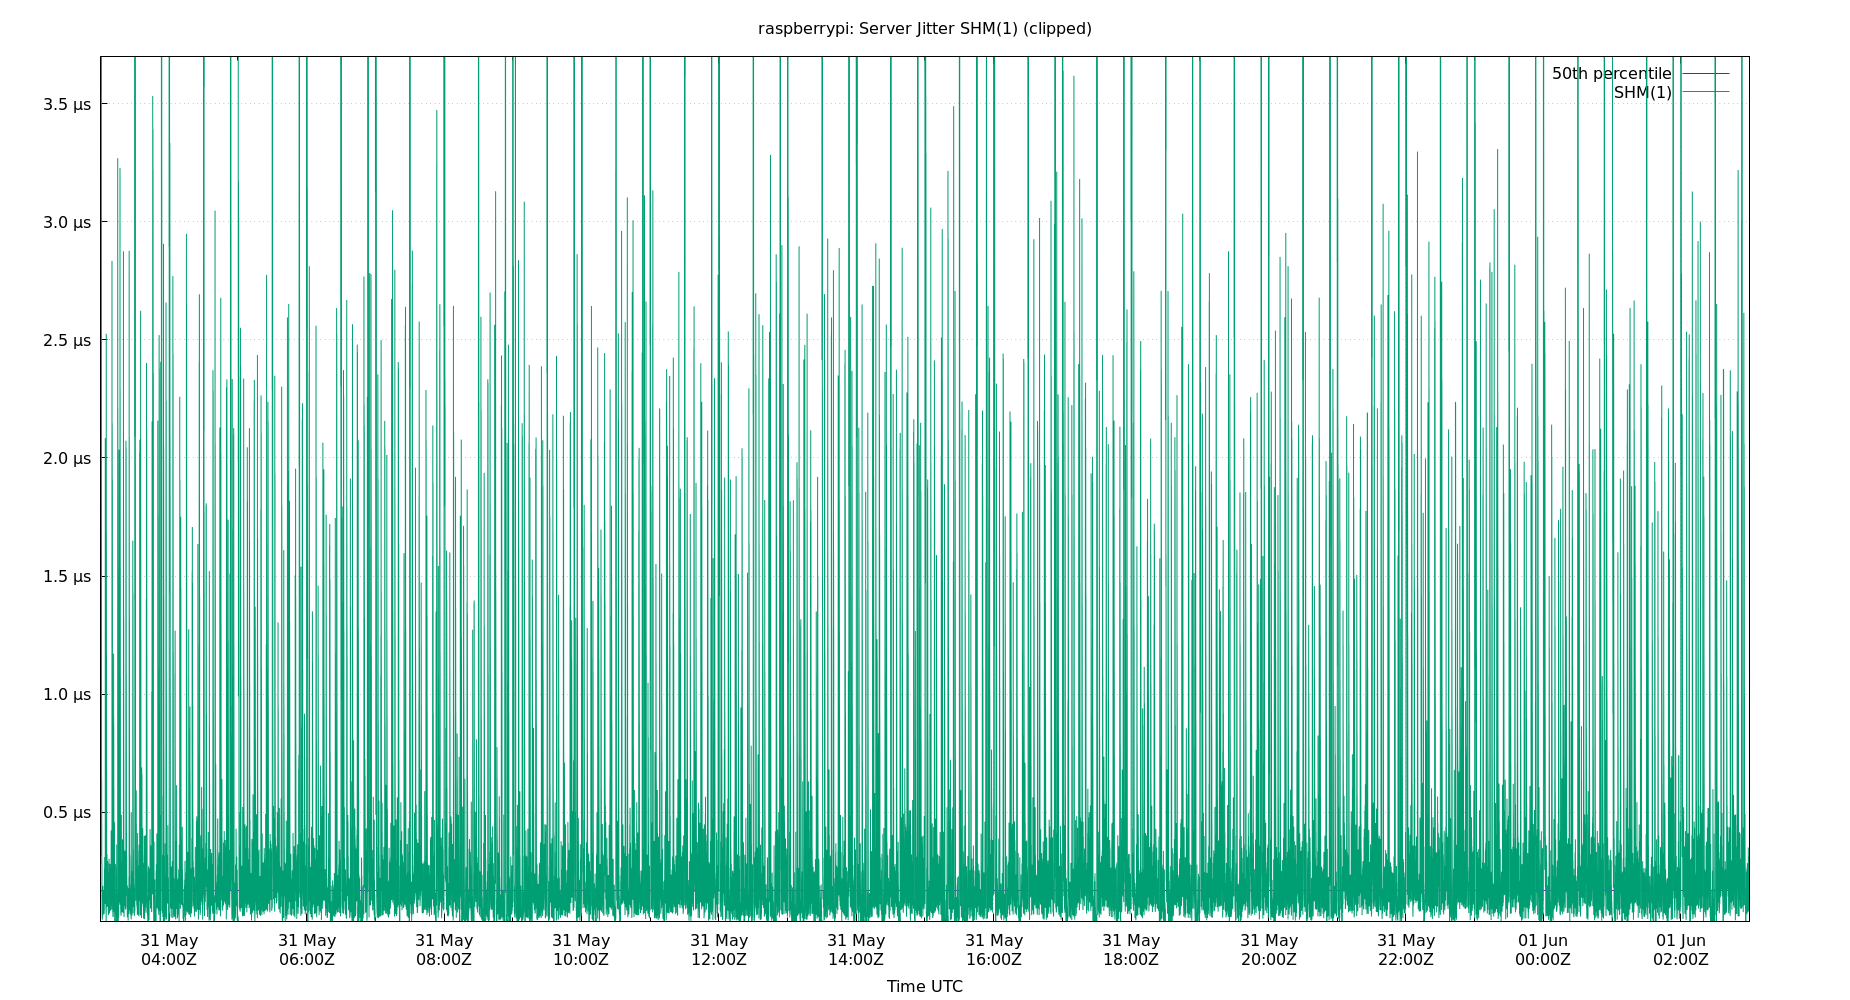 raspberrypi: Server Jitter SHM(1) (clipped)
50th percentile
SHM(1)
3.5 µs
3.0 µs
2.5 µs
2.0 µs
1.5 µs
1.0 µs
0.5 µs
31 May 31 May 31 May 31 May 31 May 31 May 31 May 31 May 31 May 31 May 01 Jun 01 Jun
04:00Z 06:00Z 08:00Z 10:00Z 12:00Z 14:00Z 16:00Z 18:00Z 20:00Z 22:00Z 00:00Z 02:00Z
Time UTC